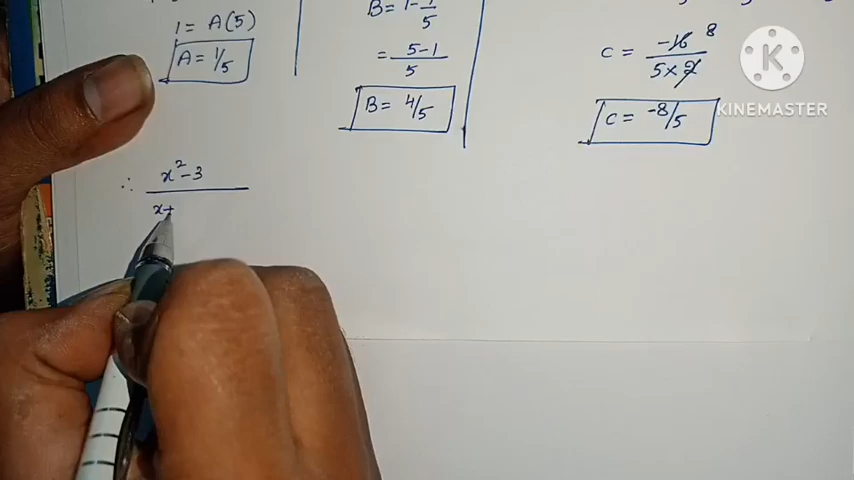 1 = A(5)
A = 1/5
B = 1 - 1/5
= 5-1/5
B = 4/5
C = -16 8/5×2
C = -8/5
K
KINEMASTER
∴ x²-3
x+